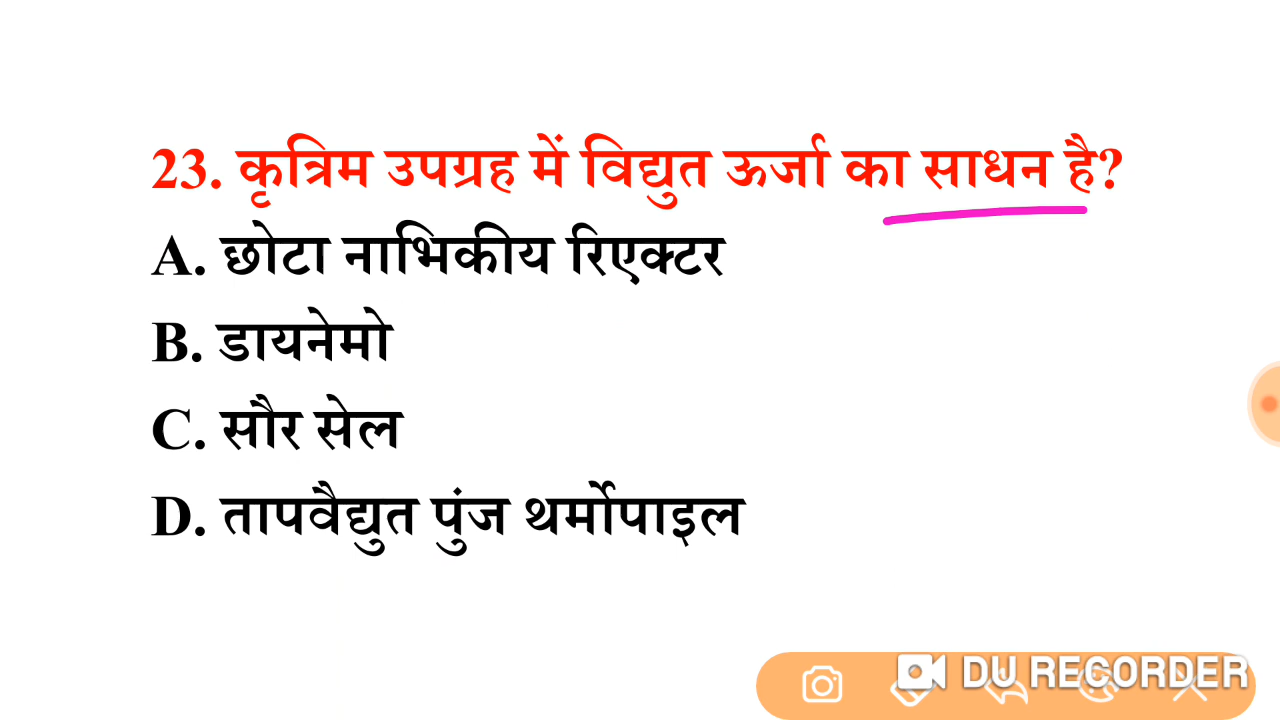 23. कृत्रिम उपग्रह में विद्युत ऊर्जा का साधन है?
A. छोटा नाभिकीय रिएक्टर
B. डायनेमो
C. सौर सेल
D. तापवैद्युत पुंज थर्मोपाइल
DU RECORDER